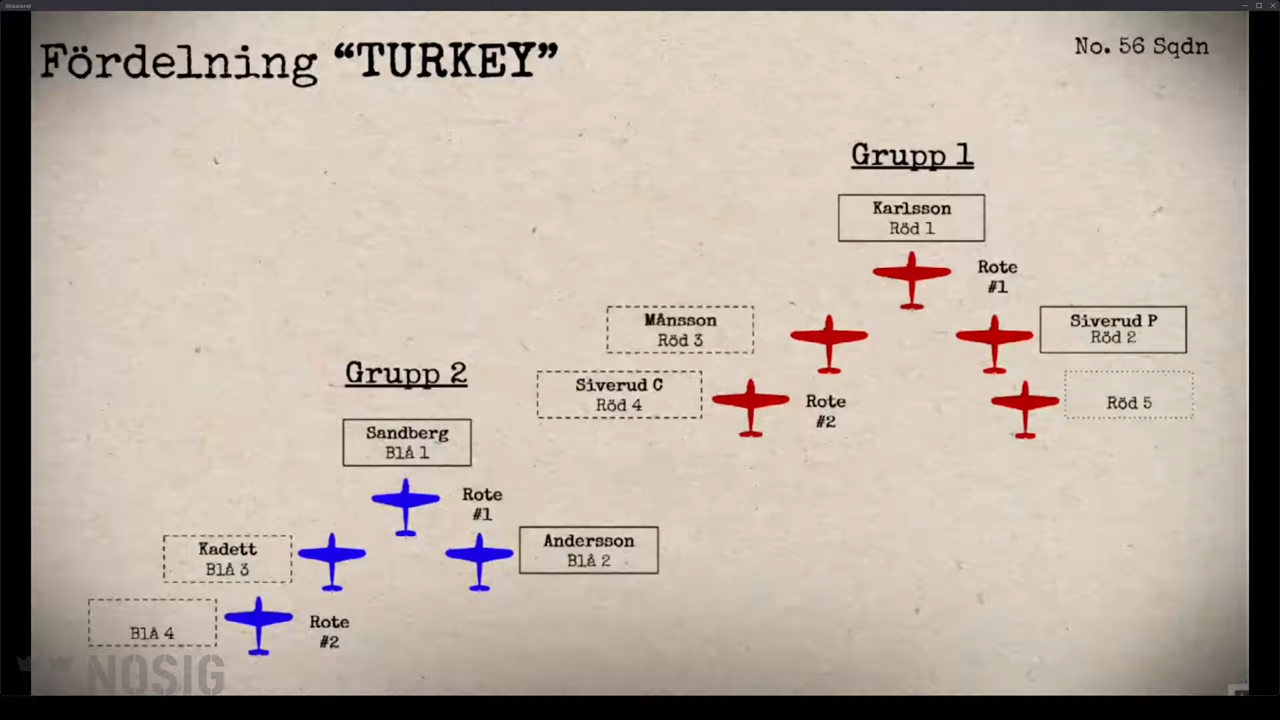 Discord
Fördelning “TURKEY”
No. 56 Sqdn
Grupp 1
Karlsson
Röd 1
Rote
#1
Siverud P
Röd 2
Röd 5
MÅnsson
Röd 3
Siverud C
Röd 4
Rote
#2
Grupp 2
Sandberg
BlÅ 1
Rote
#1
Andersson
BlÅ 2
Kadett
BlÅ 3
BlÅ 4
Rote
#2
NOSIG